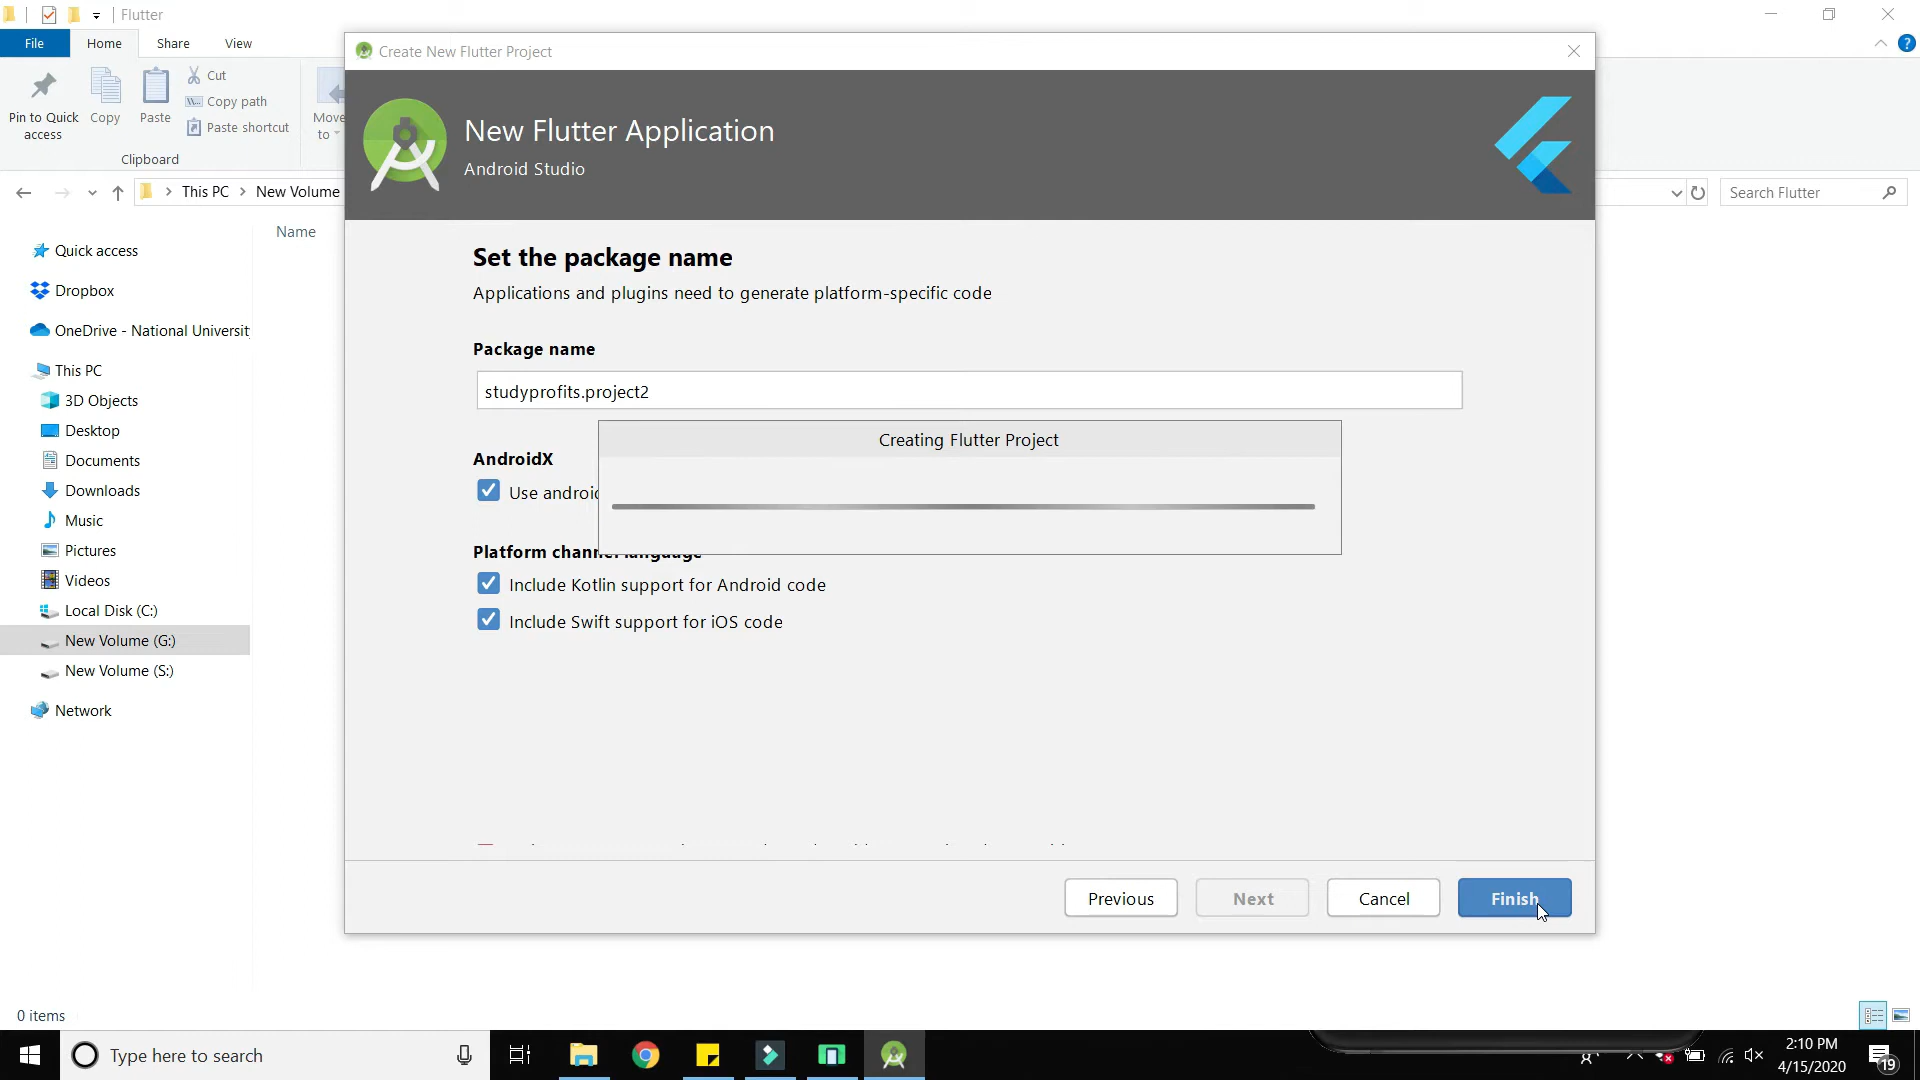 Flutter
File
Home
Share
View
Pin to Quick
access
Copy
Paste
Cut
Copy path
Paste shortcut
Move
to
Clipboard
This PC
New Volume
Search Flutter
Name
Quick access
Dropbox
OneDrive - National Universit
This PC
3D Objects
Desktop
Documents
Downloads
Music
Pictures
Videos
Local Disk (C:)
New Volume (G:)
New Volume (S:)
Network
0 items
Create New Flutter Project
New Flutter Application
Android Studio
Set the package name
Applications and plugins need to generate platform-specific code
Package name
studyprofits.project2
Creating Flutter Project
AndroidX
Use androi
Platform channel language
Include Kotlin support for Android code
Include Swift support for iOS code
Previous
Next
Cancel
Finish
Type here to search
2:10 PM
4/15/2020
19